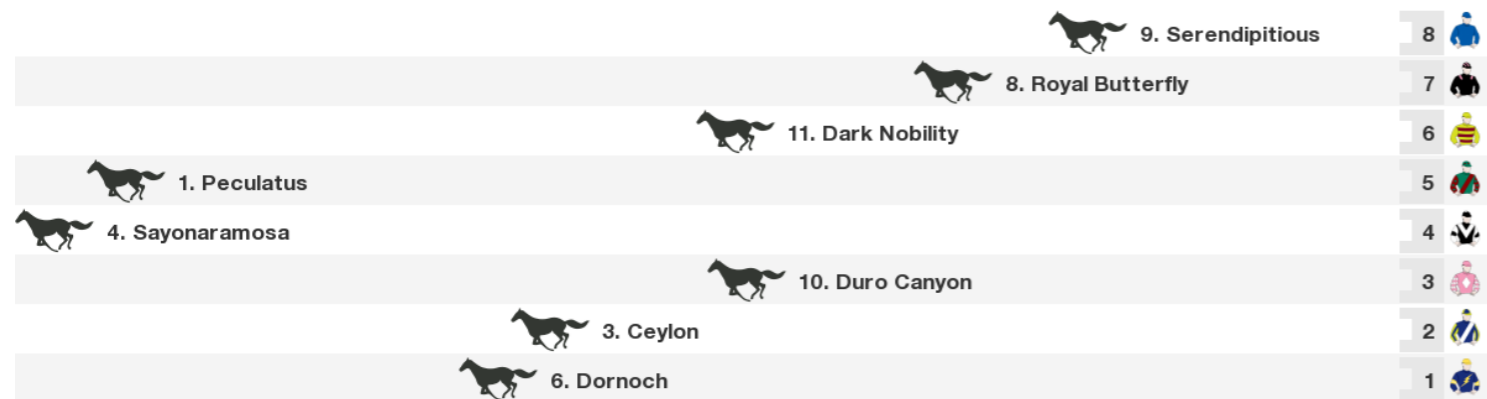 9. Serendipitious 8
8. Royal Butterfly 7
11. Dark Nobility 6
1. Peculatus 5
4. Sayonaramosa 4
10. Duro Canyon 3
3. Ceylon 2
6. Dornoch 1